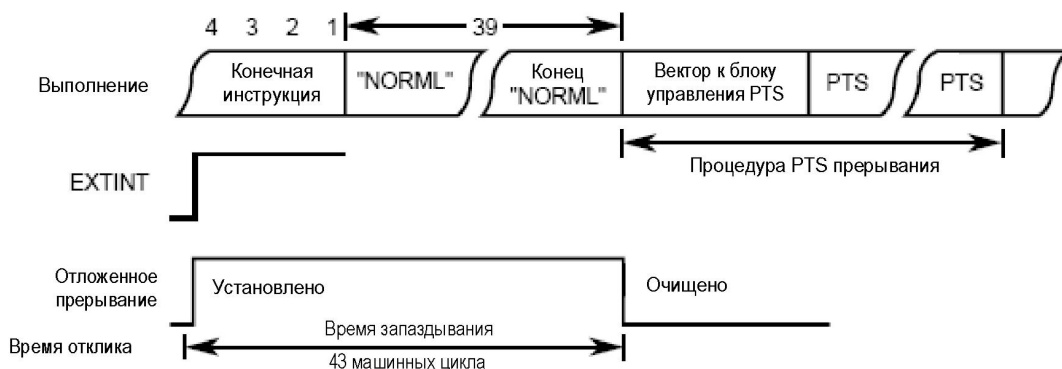 4 3 2 1
39
Выполнение
Конечная
инструкция
"NORML"
Конец
"NORML"
Вектор к блоку
управления PTS
PTS
PTS
Процедура PTS прерывания
EXTINT
Отложенное
прерывание
Установлено
Очищено
Время отклика
Время запаздывания
43 машинных цикла